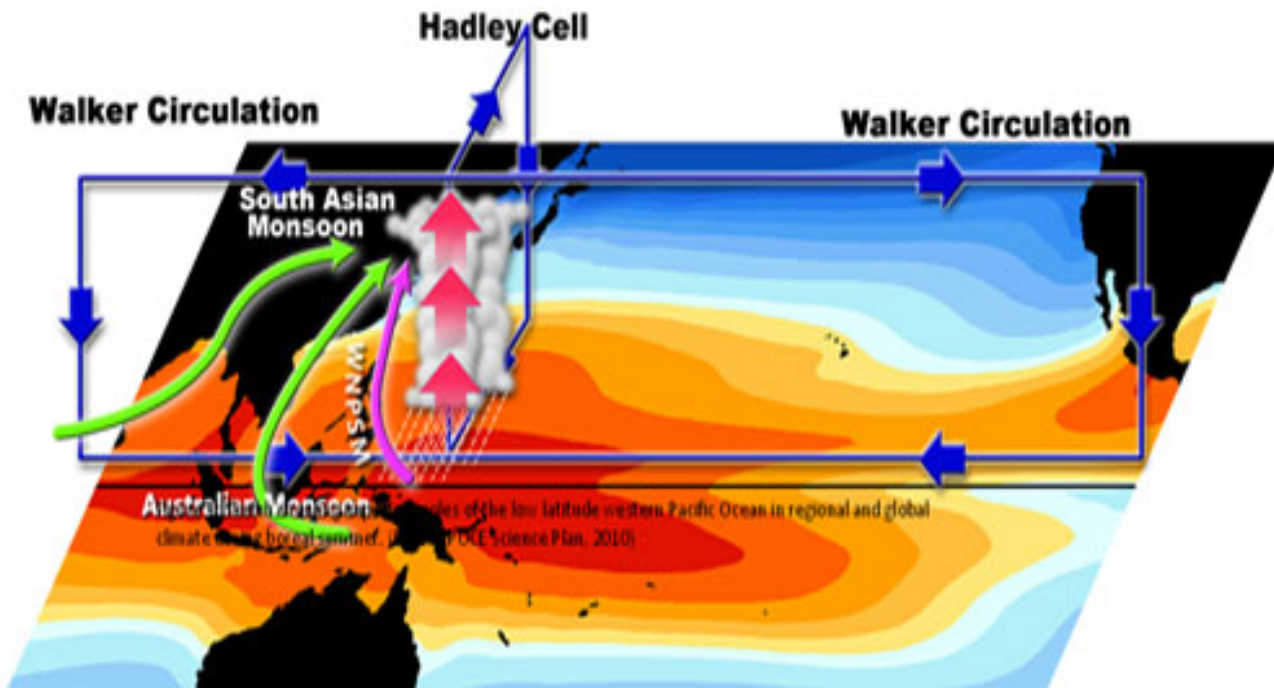 Hadley Cell
Walker Circulation
Walker Circulation
South Asian
Monsoon
WNPSM
Australian Monsoon
of the low latitude western Pacific Ocean in regional and global
climate boreal Science Plan, 2010)